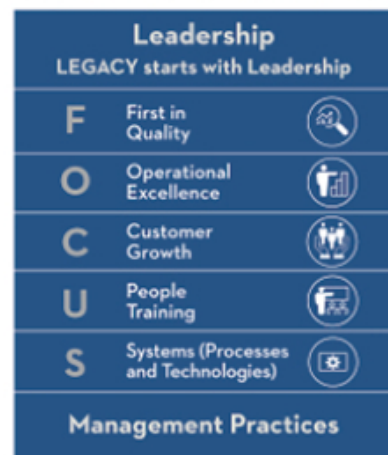 Leadership
LEGACY starts with Leadership
F
First in
Quality
O
Operational
Excellence
C
Customer
Growth
U
People
Training
S
Systems (Processes
and Technologies)
Management Practices